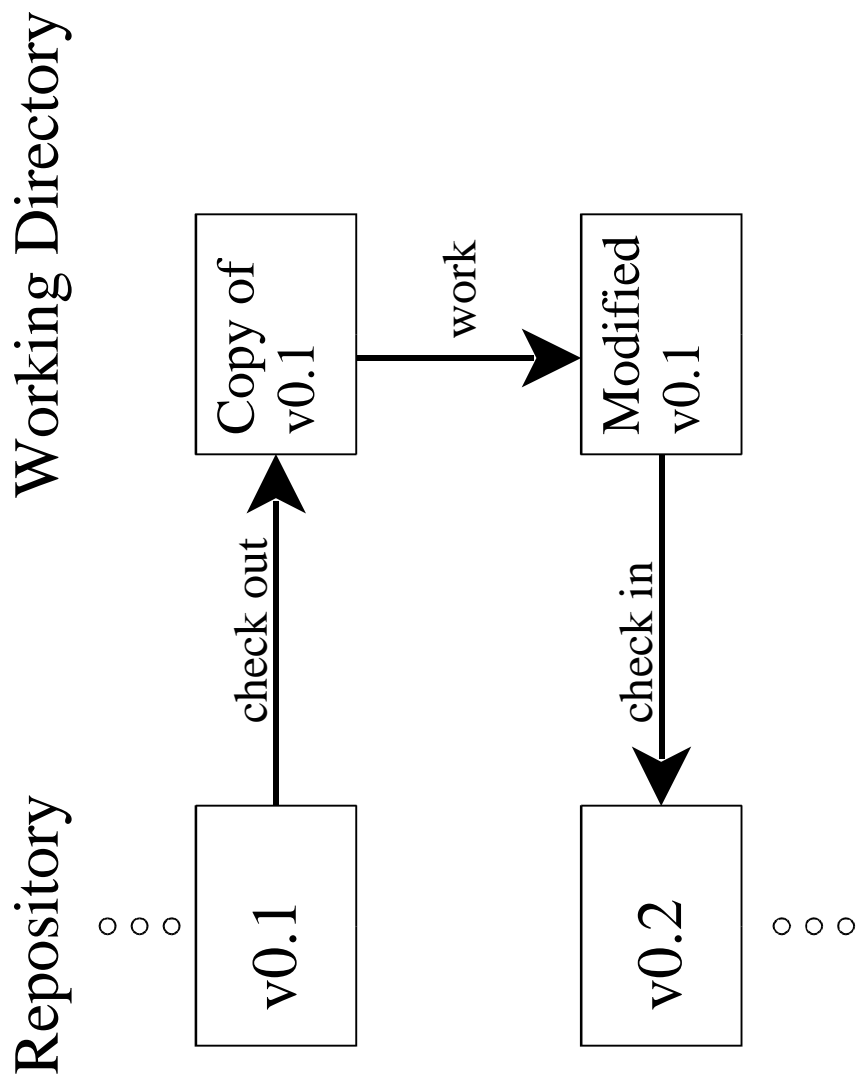 Repository
Working Directory
v0.1
check out
Copy of
v0.1
work
v0.2
check in
Modified
v0.1